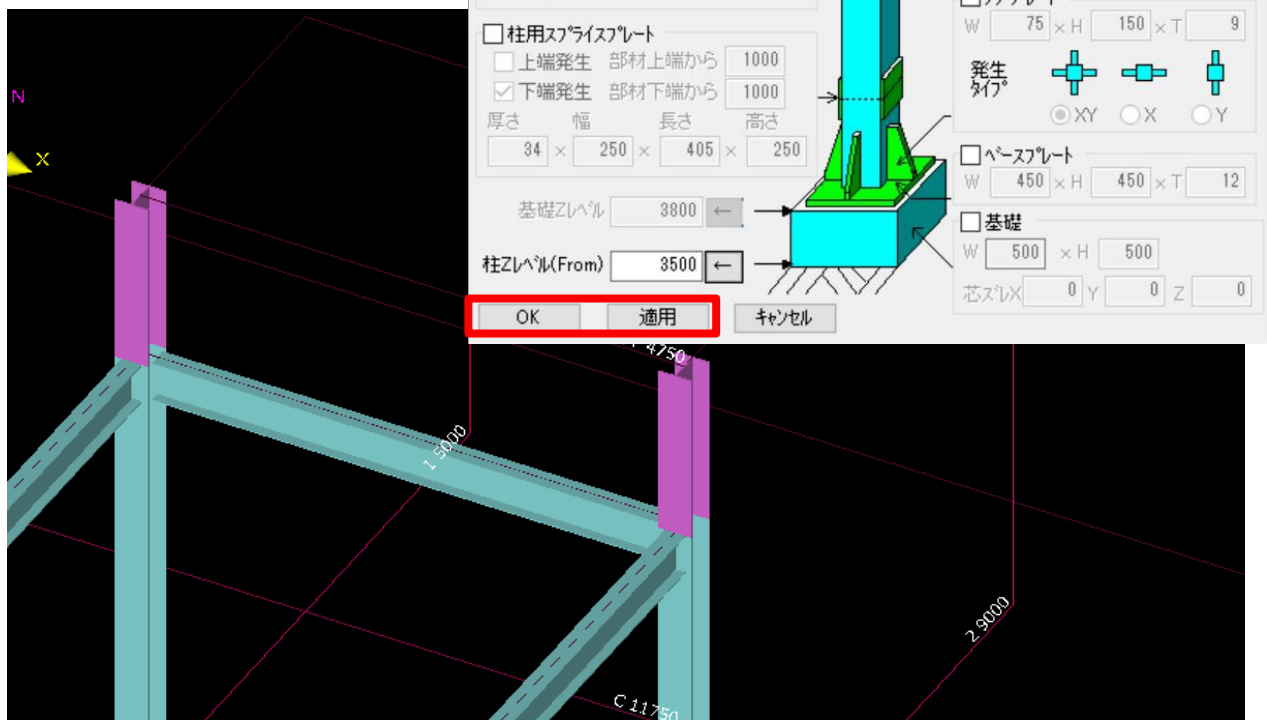 柱用スプライスプレート
上端発生 部材上端から 1000
下端発生 部材下端から 1000
厚さ 幅 長さ 高さ
34 × 250 × 405 × 250
基礎Zレベル 3800 ←
柱Zレベル(From) 3500 ←
OK 適用 キャンセル
W 75 × H 150 × T 9
発生
タイプ
XY X Y
ベースプレート
W 450 × H 450 × T 12
基礎
W 500 × H 500
芯ズレX 0 Y 0 Z 0
N
X
4750
1 5000
2 9000
C 11750